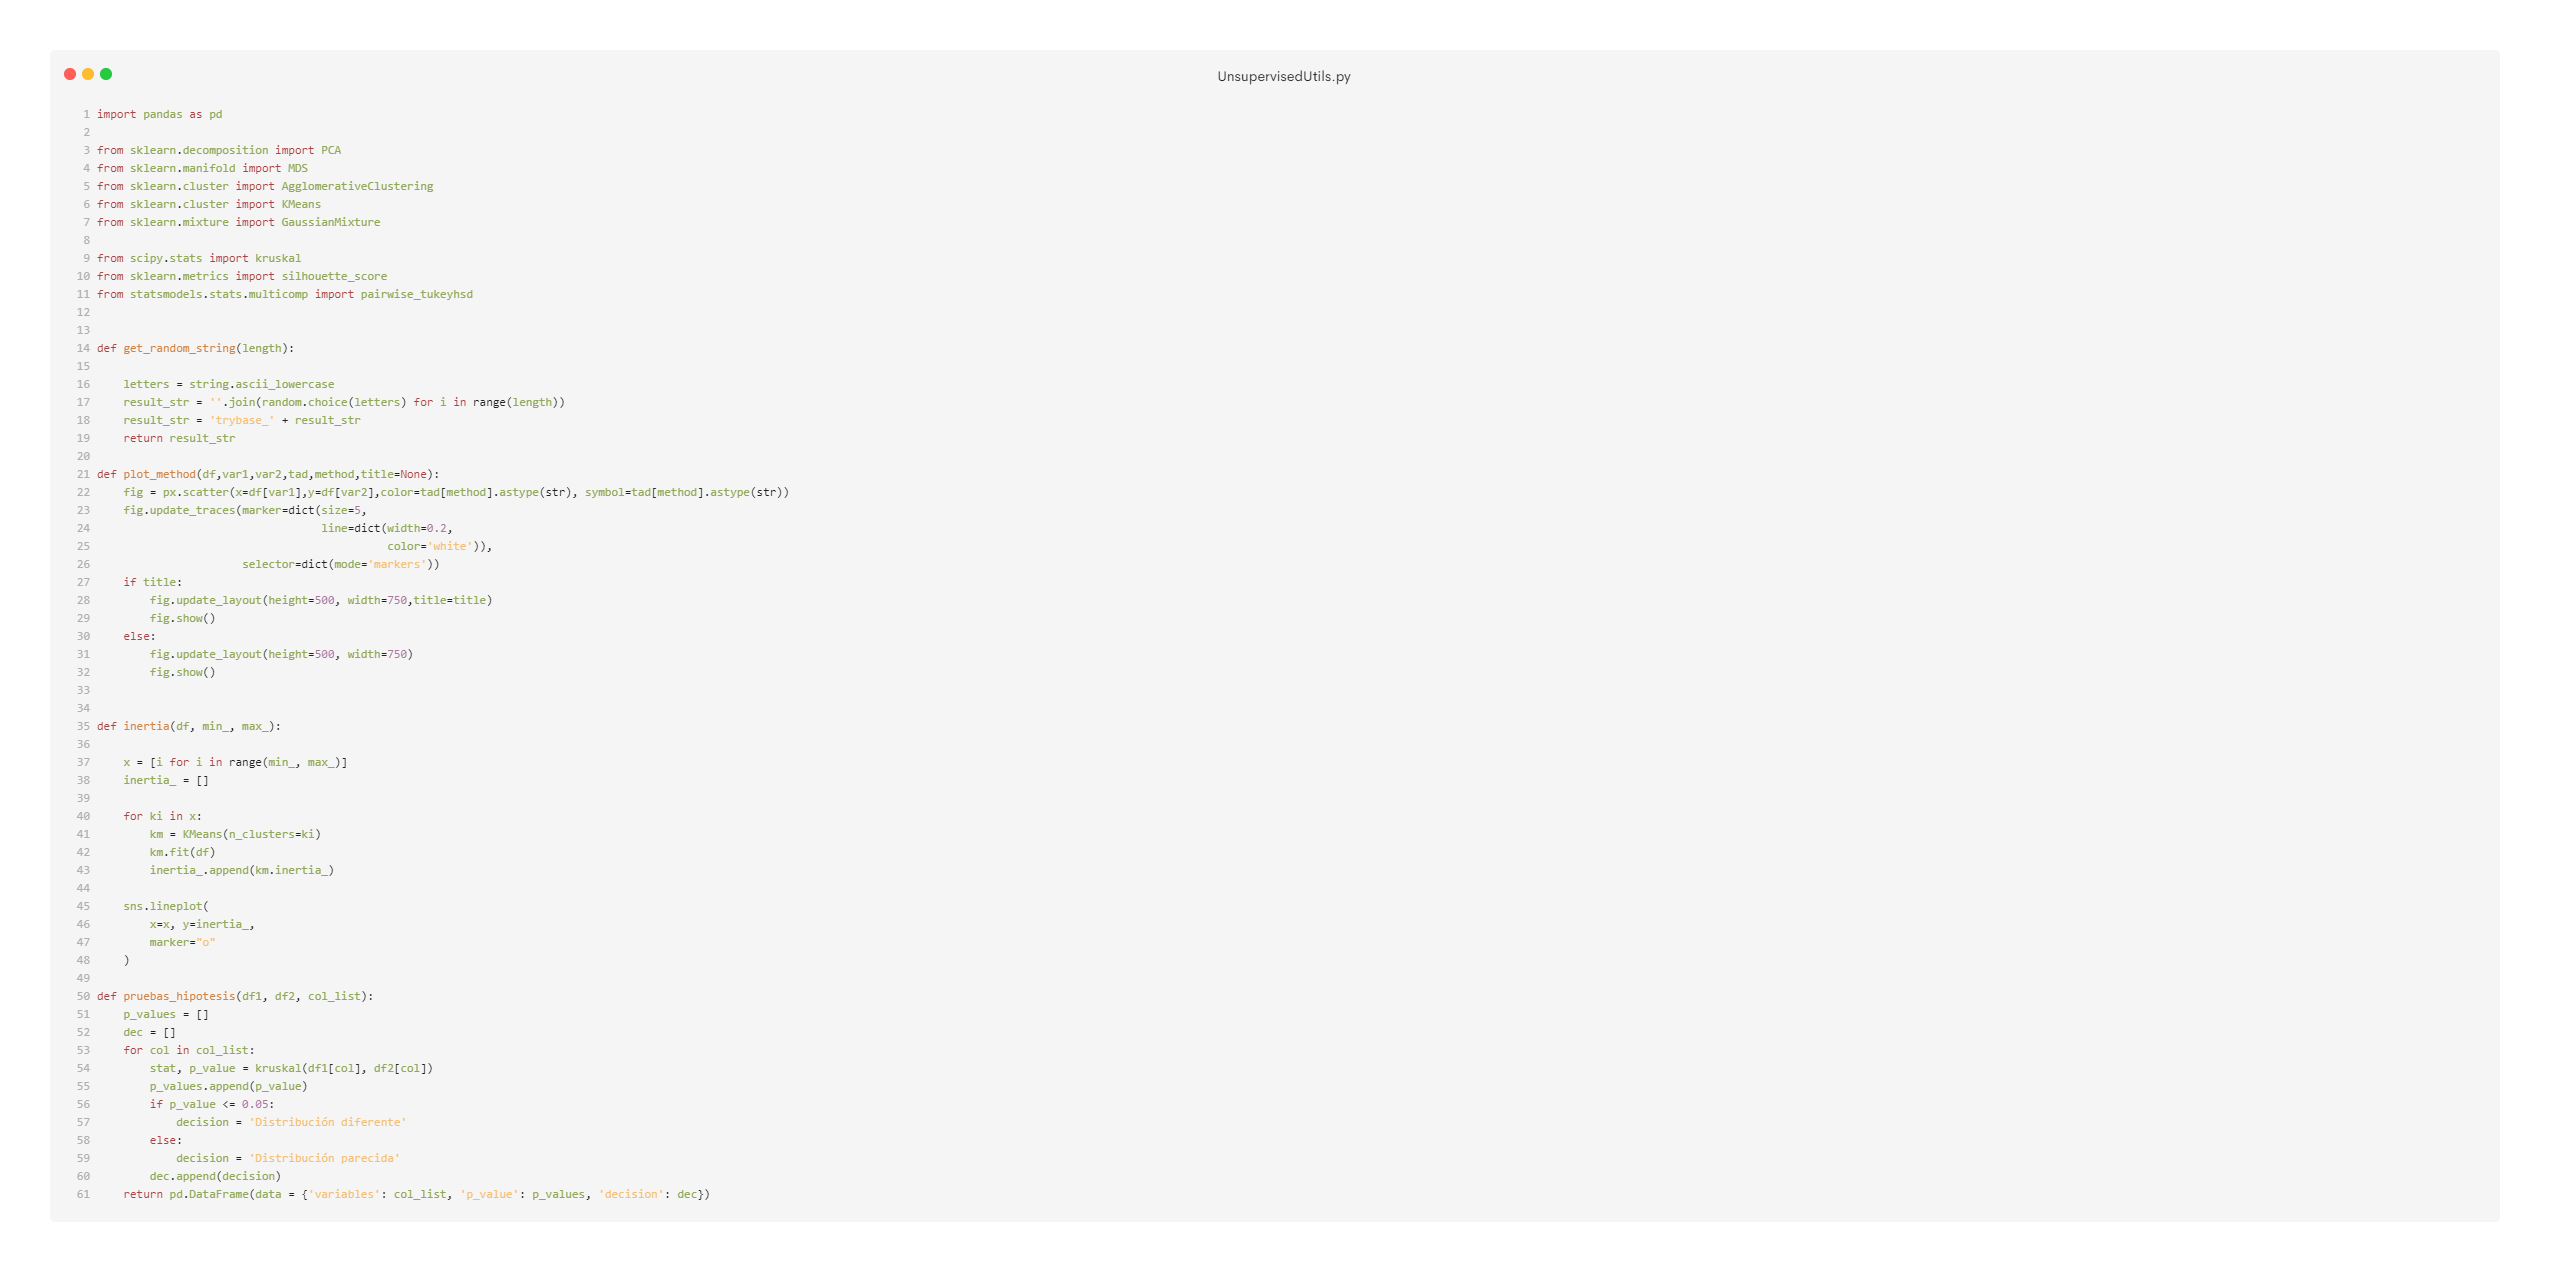 UnsupervisedUtils.py
1 import pandas as pd
2
3 from sklearn.decomposition import PCA
4 from sklearn.manifold import MDS
5 from sklearn.cluster import AgglomerativeClustering
6 from sklearn.cluster import KMeans
7 from sklearn.mixture import GaussianMixture
8
9 from scipy.stats import kruskal
10 from sklearn.metrics import silhouette_score
11 from statsmodels.stats.multicomp import pairwise_tukeyhsd
12
13
14 def get_random_string(length):
15
16     letters = string.ascii_lowercase
17     result_str = ''.join(random.choice(letters) for i in range(length))
18     result_str = 'trybase_' + result_str
19     return result_str
20
21 def plot_method(df,var1,var2,tad,method,title=None):
22     fig = px.scatter(x=df[var1],y=df[var2],color=tad[method].astype(str), symbol=tad[method].astype(str))
23     fig.update_traces(marker=dict(size=5,
24                                   line=dict(width=0.2,
25                                             color='white')),
26                       selector=dict(mode='markers'))
27     if title:
28         fig.update_layout(height=500, width=750,title=title)
29         fig.show()
30     else:
31         fig.update_layout(height=500, width=750)
32         fig.show()
33
34
35 def inertia(df, min_, max_):
36
37     x = [i for i in range(min_, max_)]
38     inertia_ = []
39
40     for ki in x:
41         km = KMeans(n_clusters=ki)
42         km.fit(df)
43         inertia_.append(km.inertia_)
44
45     sns.lineplot(
46         x=x, y=inertia_,
47         marker="o"
48     )
49
50 def pruebas_hipotesis(df1, df2, col_list):
51     p_values = []
52     dec = []
53     for col in col_list:
54         stat, p_value = kruskal(df1[col], df2[col])
55         p_values.append(p_value)
56         if p_value <= 0.05:
57             decision = 'Distribución diferente'
58         else:
59             decision = 'Distribución parecida'
60         dec.append(decision)
61     return pd.DataFrame(data = {'variables': col_list, 'p_value': p_values, 'decision': dec})